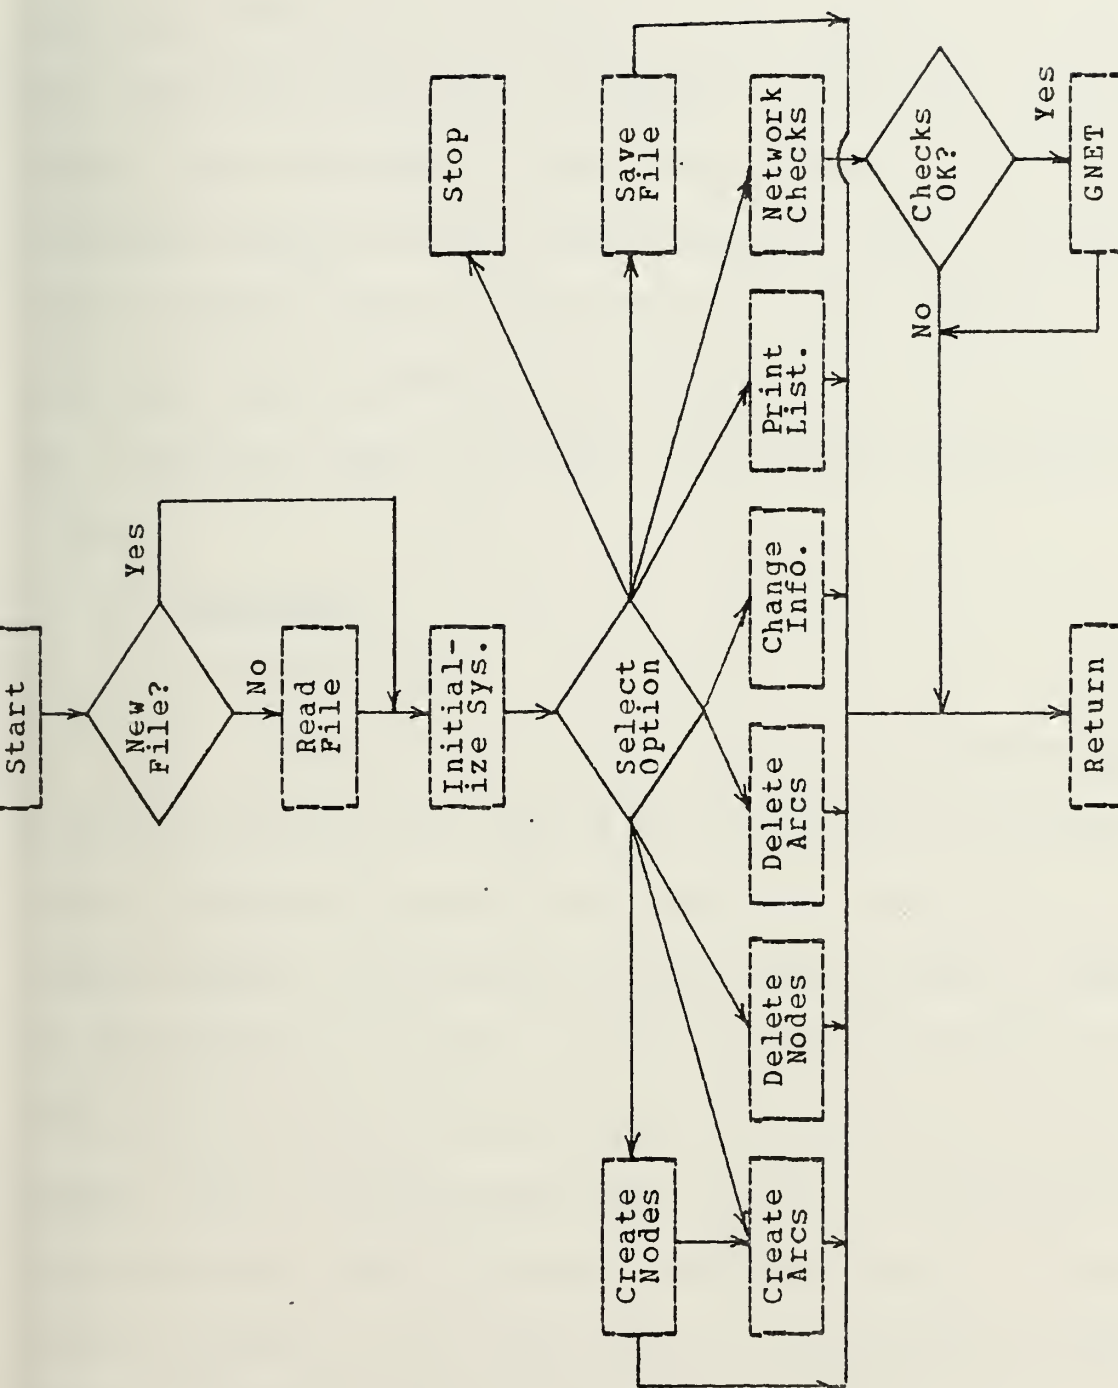 Start
New
File?
Yes
No
Read
File
Initial-
ize Sys.
Select
Option
Stop
Save
File
Create
Nodes
Create
Arcs
Delete
Nodes
Delete
Arcs
Change
Info.
Print
List.
Network
Checks
Checks
OK?
No
Yes
GNET
Return